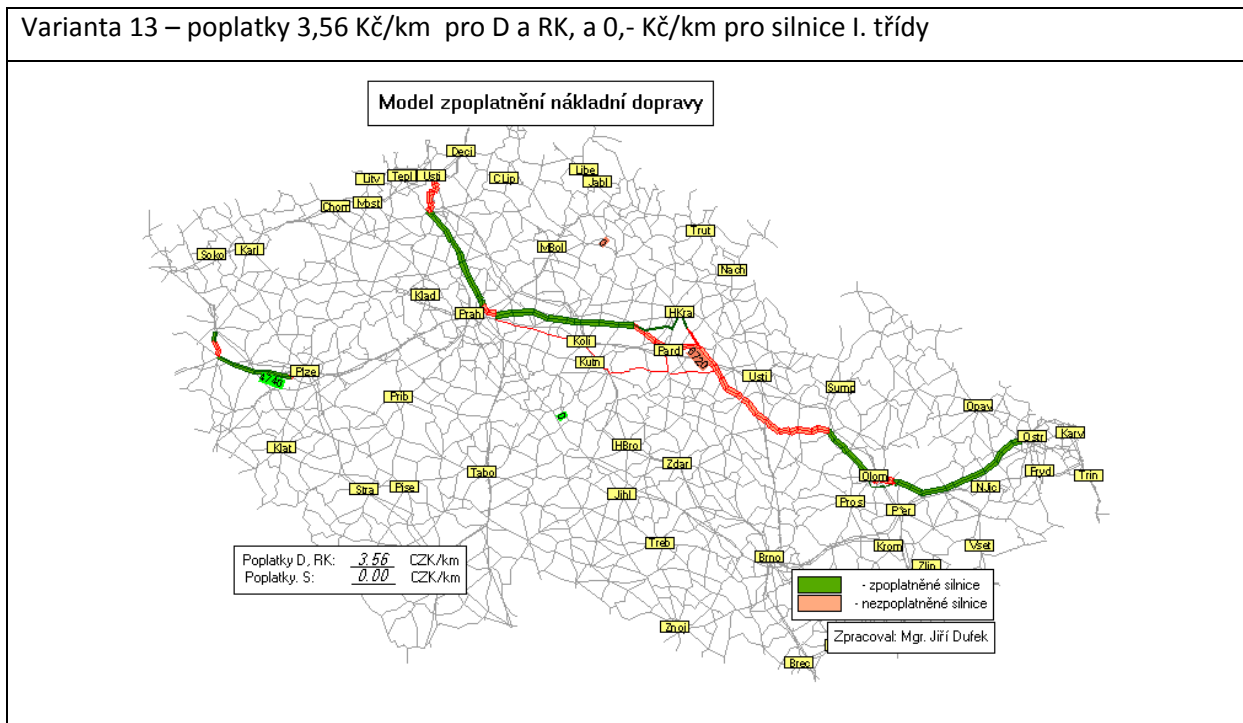 Varianta 13 – poplatky 3,56 Kč/km pro D a RK, a 0,- Kč/km pro silnice I. třídy
Model zpoplatnění nákladní dopravy
Deci
Litv
Tepl
Usti
CLip
Libe
Jabl
Chom
Mbst
Trut
Soko
Karl
MBol
Nach
Klad
Prah
HKra
Koli
Pard
6720
Kutn
Plze
Usti
Sump
Prib
Opav
Klat
HBro
Ostr
Karv
Tabo
Zdar
Olom
Fryd
Trin
Stra
Pise
Jihl
Pros
NJic
P°er
Treb
Brno
Krom
Vset
Zlin
Poplatky D, RK: 3.56 CZK/km
Poplatky. S: 0.00 CZK/km
- zpoplatněné silnice
- nezpoplatněné silnice
Znoj
Zpracoval: Mgr. Jiří Dufek
Brec